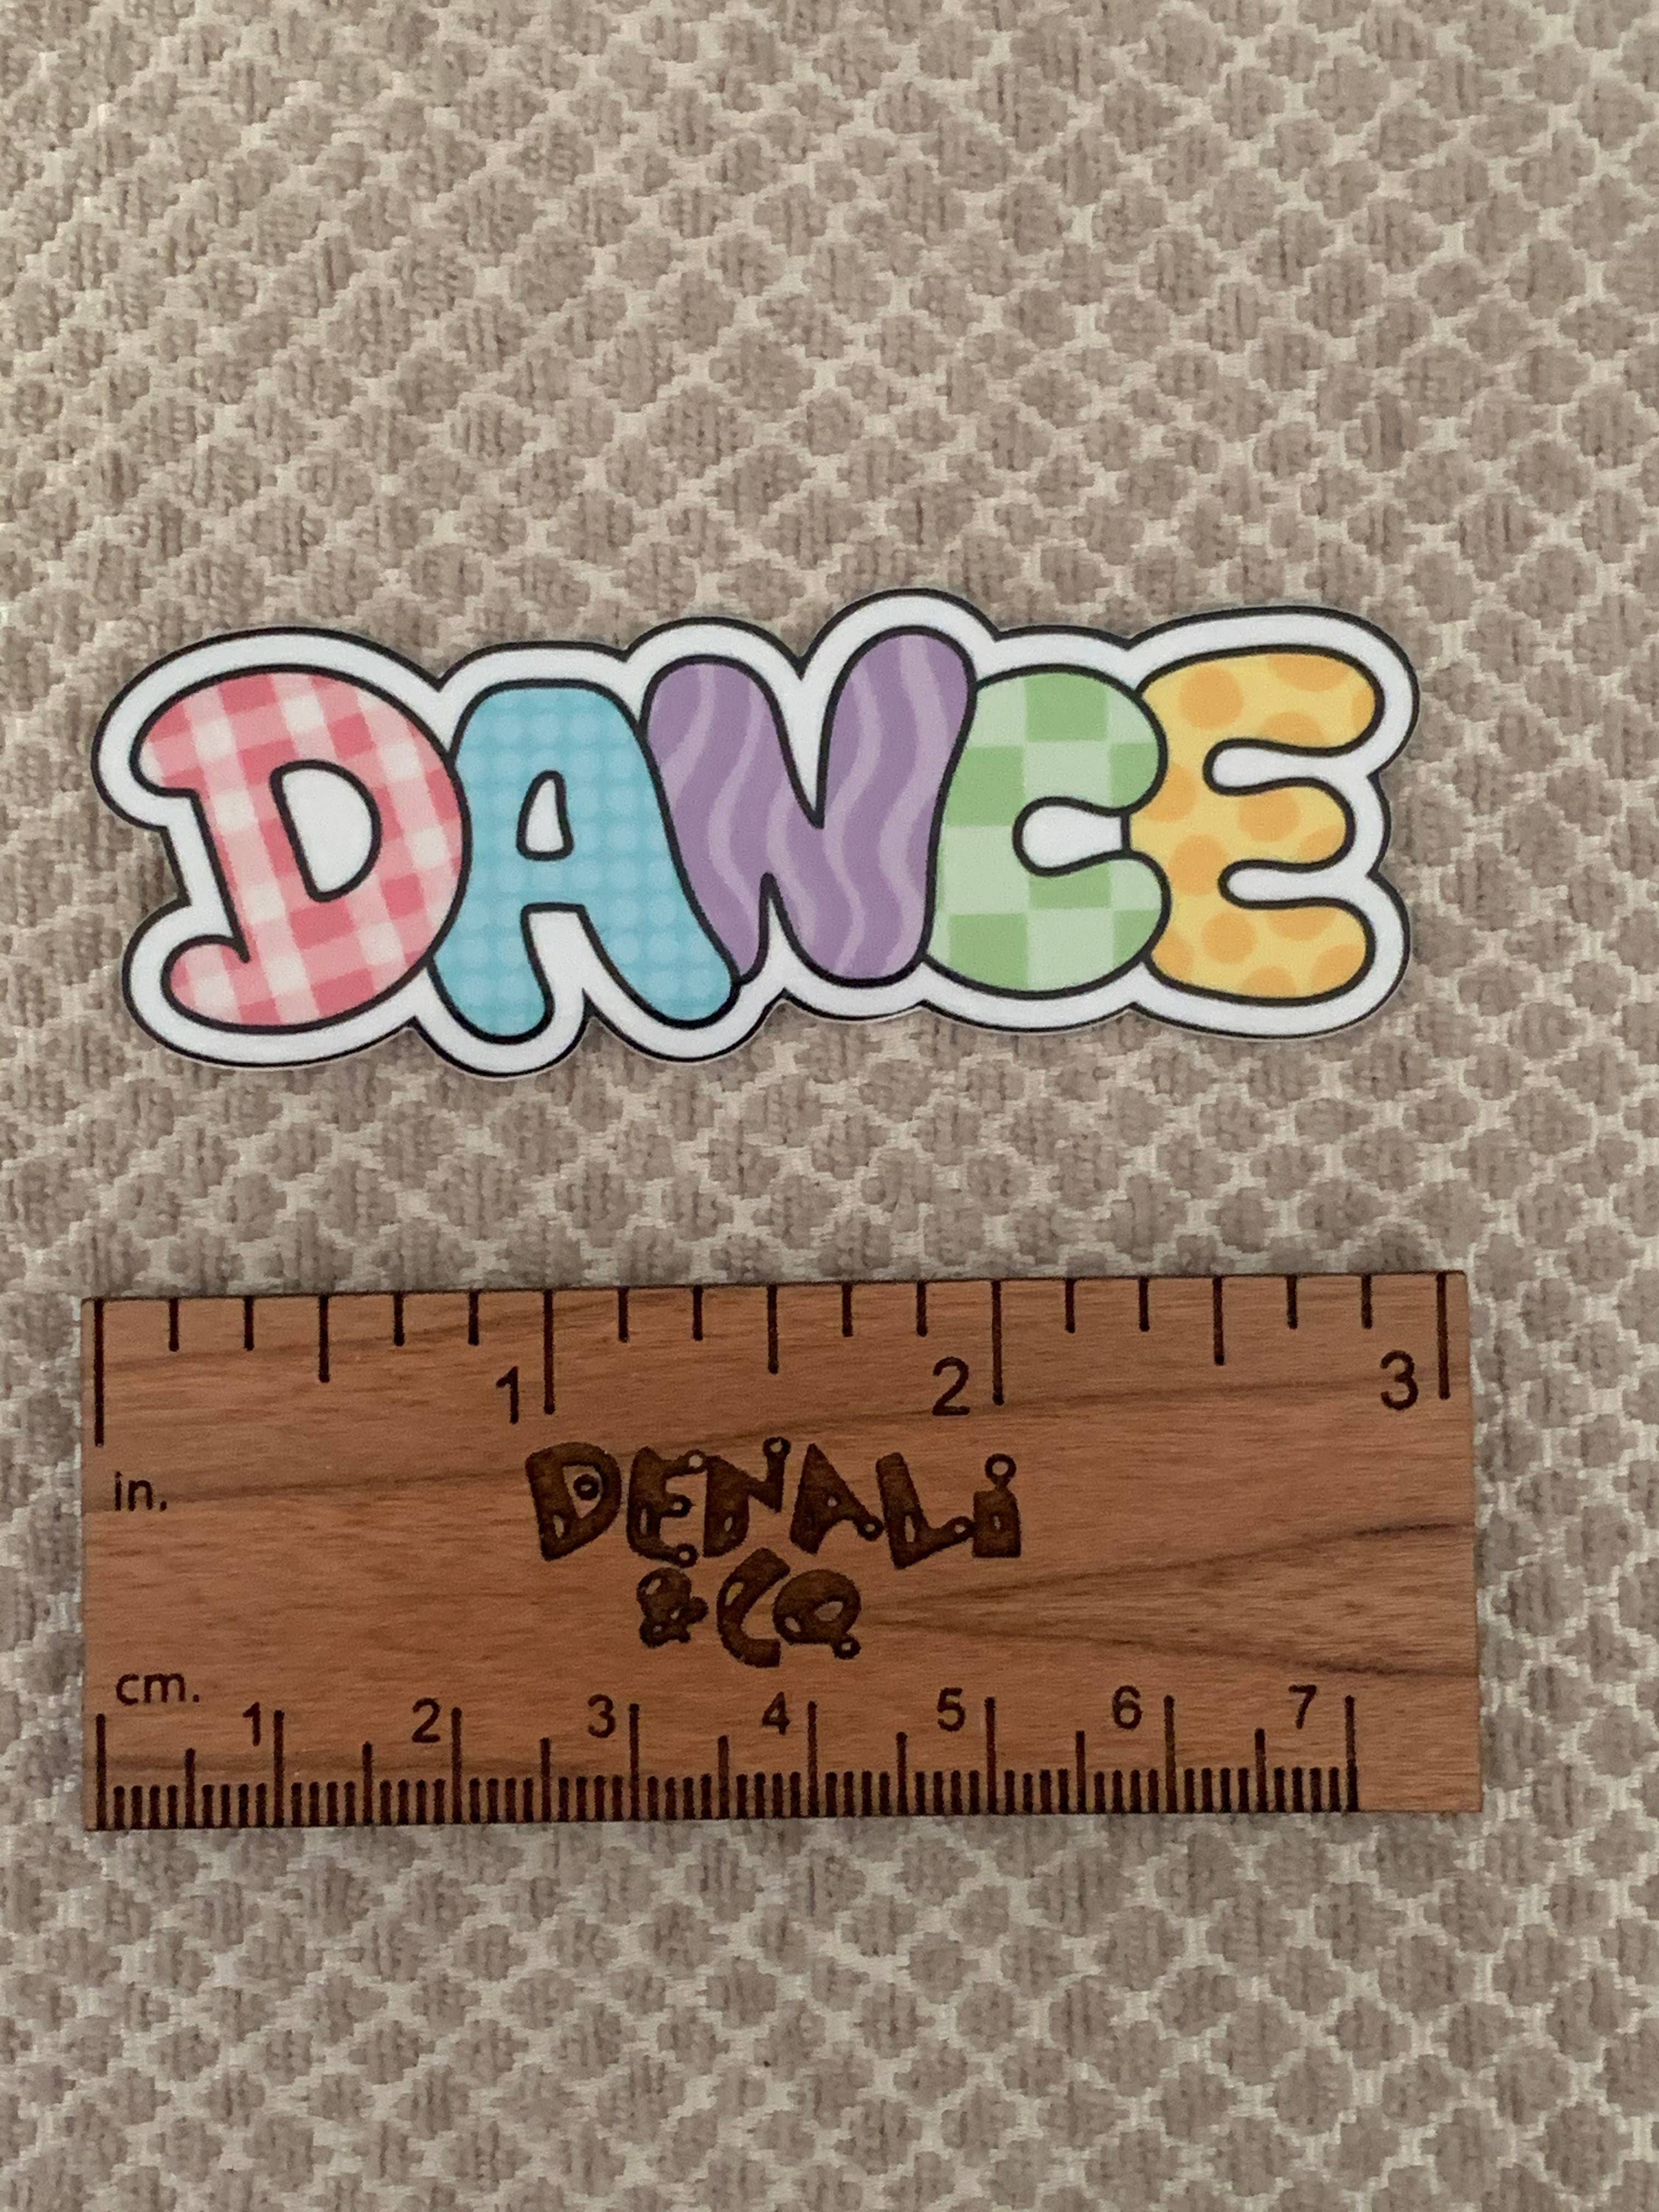 DANCE
1 2 3
in.
DENALi
& CO
cm.
1 2 3 4 5 6 7